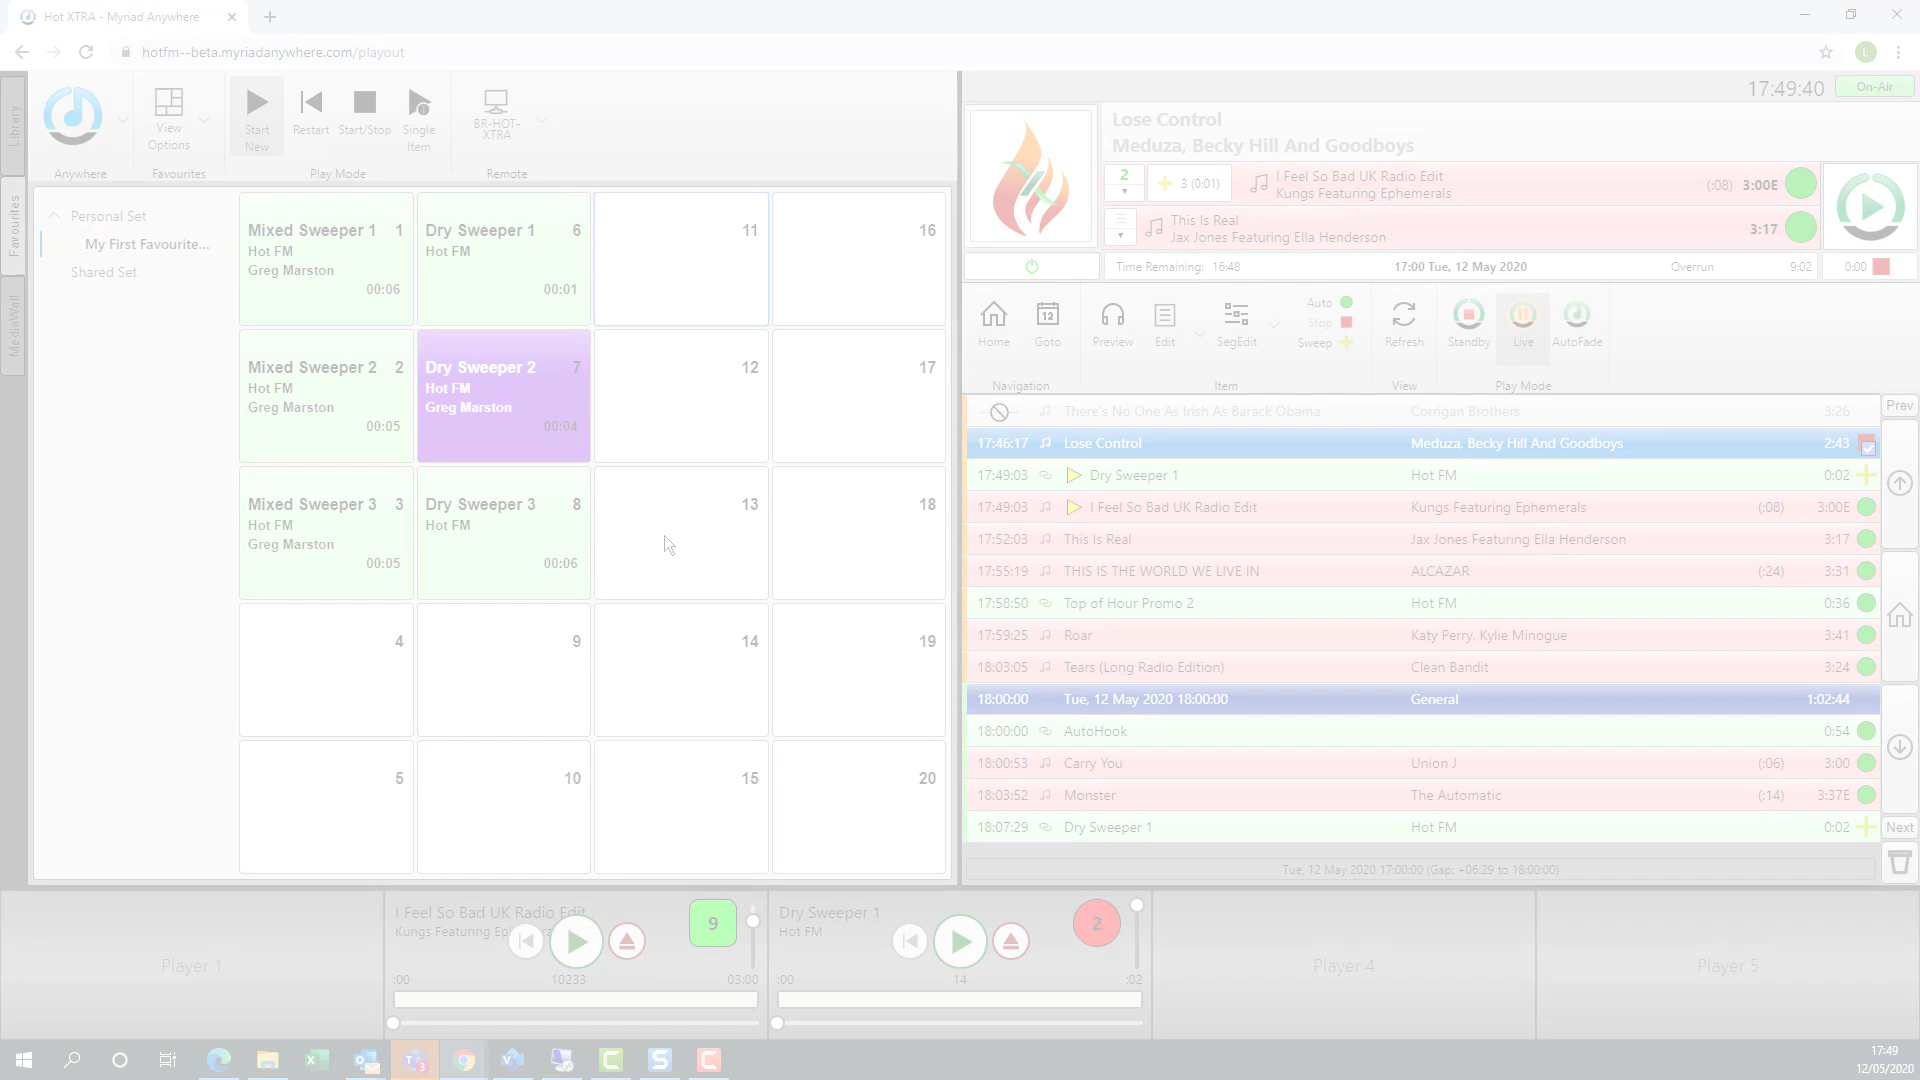 Hot XTRA - Myriad Anywhere
hotfm--beta.myriadanywhere.com/playout
L
Library
Favourites
MediaWall
View Options
Start New
Restart
Start/Stop
Single Item
BR-HOT-XTRA
Anywhere
Favourites
Play Mode
Remote
Personal Set
My First Favourite...
Shared Set
Mixed Sweeper 1 1
Hot FM
Greg Marston
00:06
Dry Sweeper 1 6
Hot FM
00:01
11
16
Mixed Sweeper 2 2
Hot FM
Greg Marston
00:05
Dry Sweeper 2 7
Hot FM
Greg Marston
00:04
12
17
Mixed Sweeper 3 3
Hot FM
Greg Marston
00:05
Dry Sweeper 3 8
Hot FM
00:06
13
18
4
9
14
19
5
10
15
20
17:49:40
On-Air
Lose Control
Meduza, Becky Hill And Goodboys
2
3 (0:01)
I Feel So Bad UK Radio Edit
Kungs Featuring Ephemerals
(:08) 3:00E
This Is Real
Jax Jones Featuring Ella Henderson
3:17
Time Remaining: 16:48
17:00 Tue, 12 May 2020
Overrun
9:02
0:00
Home
12
Goto
Preview
Edit
SegEdit
Auto
Stop
Sweep
Refresh
Standby
Live
AutoFade
Navigation
Item
View
Play Mode
There's No One As Irish As Barack Obama Corrigan Brothers 3:26
17:46:17 Lose Control Meduza, Becky Hill And Goodboys 2:43
17:49:03 Dry Sweeper 1 Hot FM 0:02
17:49:03 I Feel So Bad UK Radio Edit Kungs Featuring Ephemerals (:08) 3:00E
17:52:03 This Is Real Jax Jones Featuring Ella Henderson 3:17
17:55:19 THIS IS THE WORLD WE LIVE IN ALCAZAR (:24) 3:31
17:58:50 Top of Hour Promo 2 Hot FM 0:36
17:59:25 Roar Katy Perry, Kylie Minogue 3:41
18:03:05 Tears (Long Radio Edition) Clean Bandit 3:24
18:00:00 Tue, 12 May 2020 18:00:00 General 1:02:44
18:00:00 AutoHook 0:54
18:00:53 Carry You Union J (:06) 3:00
18:03:52 Monster The Automatic (:14) 3:37E
18:07:29 Dry Sweeper 1 Hot FM 0:02
Prev
Next
Tue, 12 May 2020 17:00:00 (Gap: +06:29 to 18:00:00)
Player 1
I Feel So Bad UK Radio Edit
Kungs Featuring Ep
9
:00 10233 03:00
Dry Sweeper 1
Hot FM
2
:00 14 :02
Player 4
Player 5
3
17:49
12/05/2020